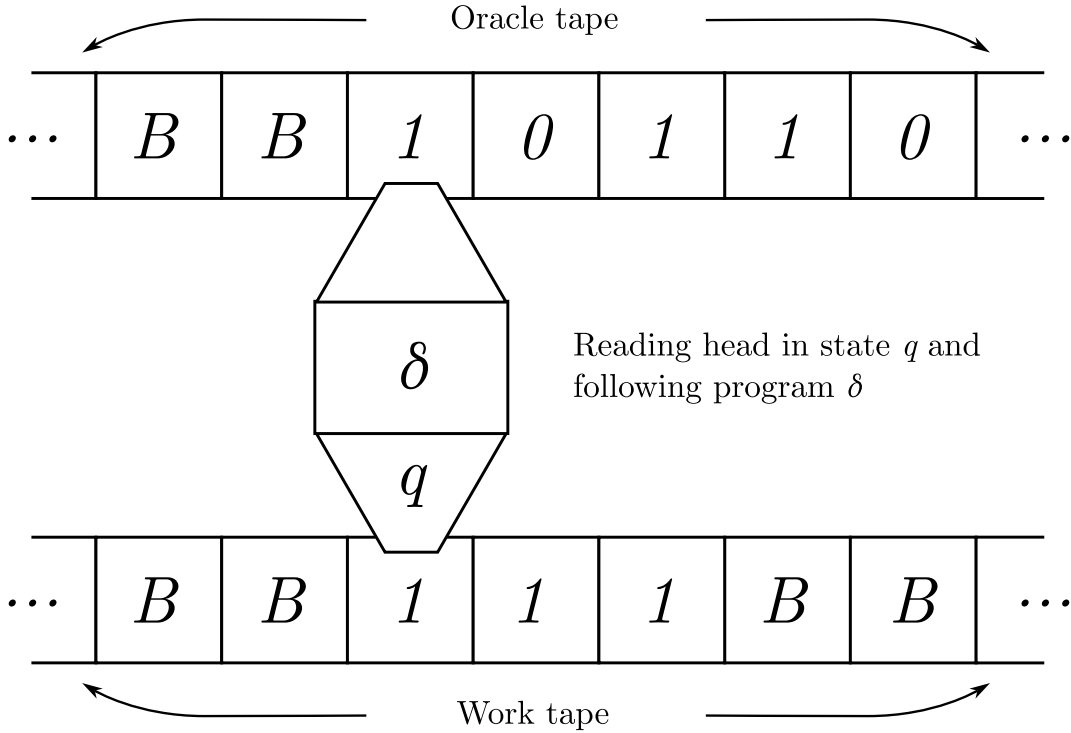 Oracle tape
··· B B 1 0 1 1 0 ···
δ
Reading head in state q and
following program δ
q
··· B B 1 1 1 B B ···
Work tape